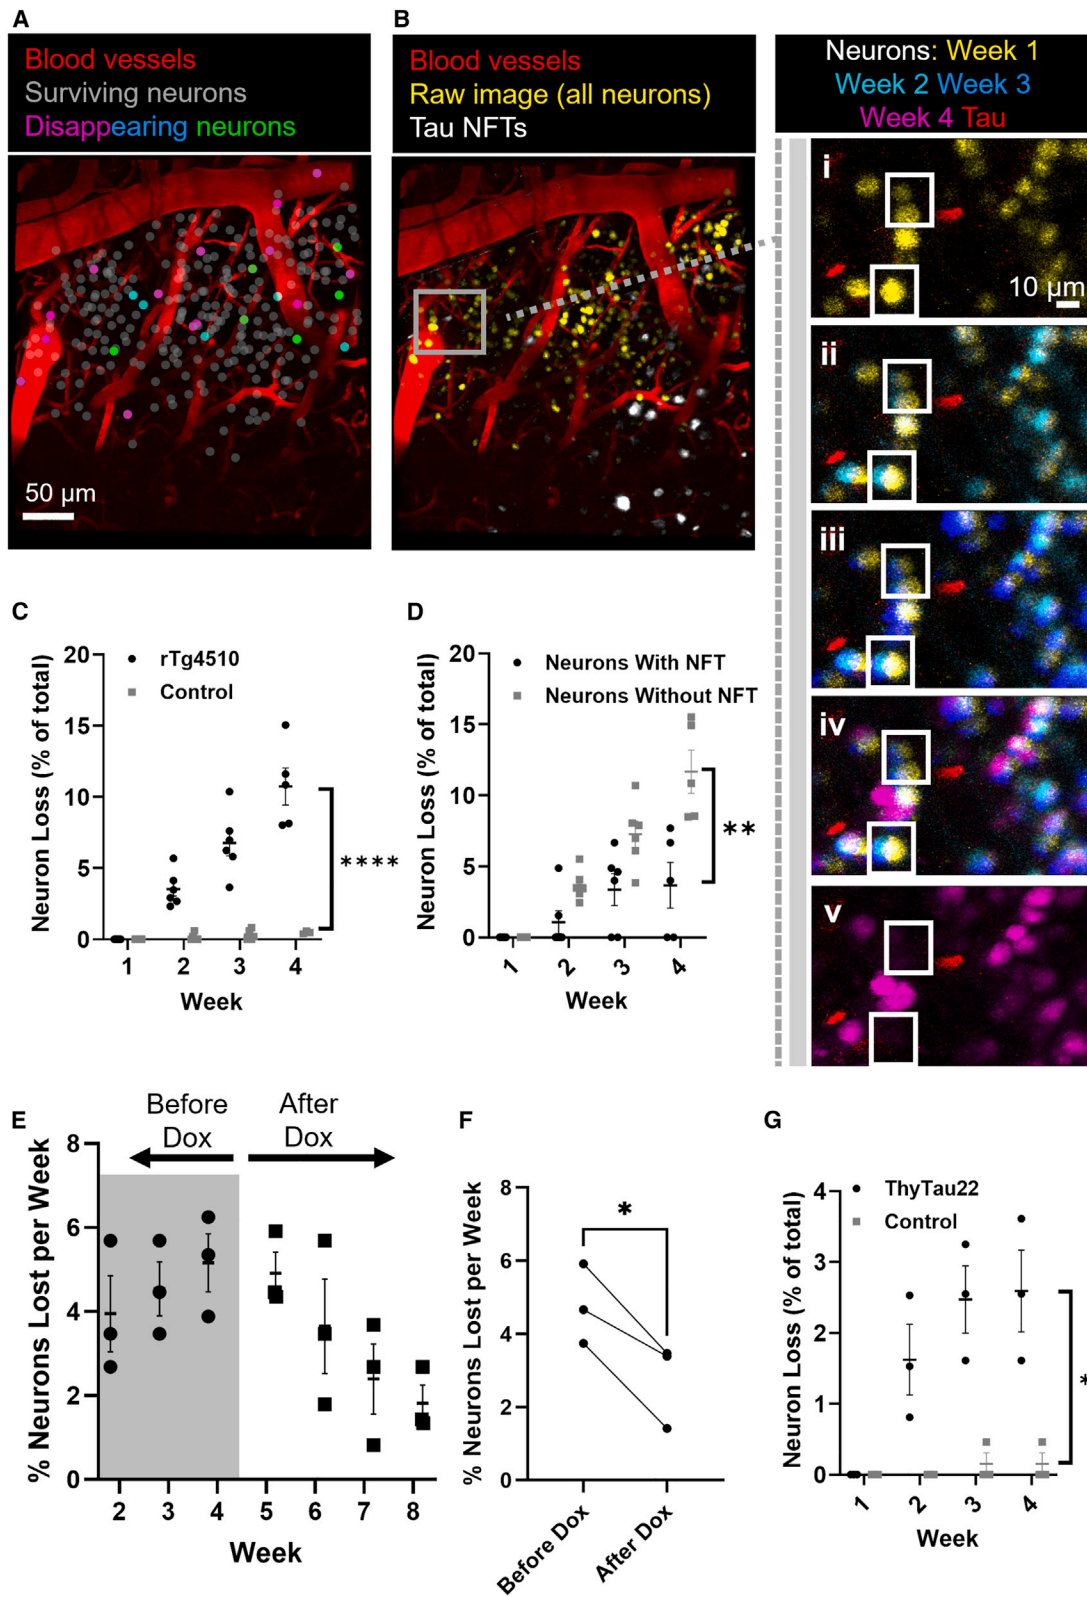 A
Blood vessels
Surviving neurons
Disappearing neurons
50 µm
B
Blood vessels
Raw image (all neurons)
Tau NFTs
Neurons: Week 1
Week 2 Week 3
Week 4 Tau
i
10 µm
ii
iii
iv
v
C
Neuron Loss (% of total)
20
15
10
5
0
rTg4510
Control
****
1 2 3 4
Week
D
Neuron Loss (% of total)
20
15
10
5
0
Neurons With NFT
Neurons Without NFT
**
1 2 3 4
Week
E
Before Dox
After Dox
% Neurons Lost per Week
8
6
4
2
0
2 3 4 5 6 7 8
Week
F
% Neurons Lost per Week
8
6
4
2
0
*
Before Dox
After Dox
G
Neuron Loss (% of total)
4
3
2
1
0
ThyTau22
Control
*
1 2 3 4
Week